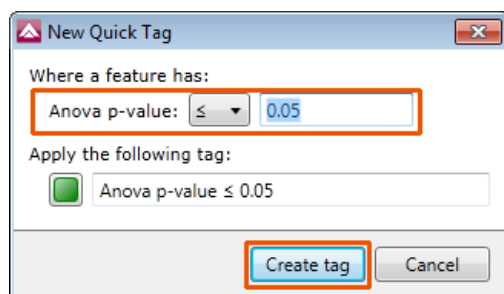 New Quick Tag
Where a feature has:
Anova p-value: ≤ 0.05
Apply the following tag:
Anova p-value ≤ 0.05
Create tag Cancel